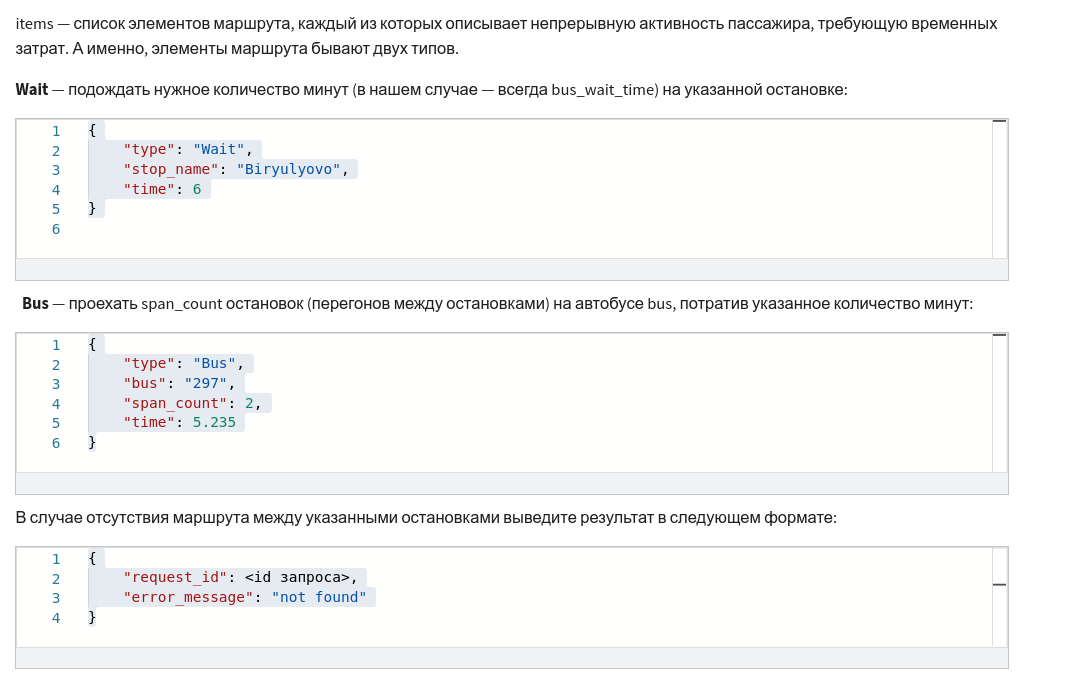 items — список элементов маршрута, каждый из которых описывает непрерывную активность пассажира, требующую временных
затрат. А именно, элементы маршрута бывают двух типов.
Wait — подождать нужное количество минут (в нашем случае — всегда bus_wait_time) на указанной остановке:
1 {
2 "type": "Wait",
3 "stop_name": "Biryulyovo",
4 "time": 6
5 }
6
Bus — проехать span_count остановок (перегонов между остановками) на автобусе bus, потратив указанное количество минут:
1 {
2 "type": "Bus",
3 "bus": "297",
4 "span_count": 2,
5 "time": 5.235
6 }
В случае отсутствия маршрута между указанными остановками выведите результат в следующем формате:
1 {
2 "request_id": <id запроса>,
3 "error_message": "not found"
4 }